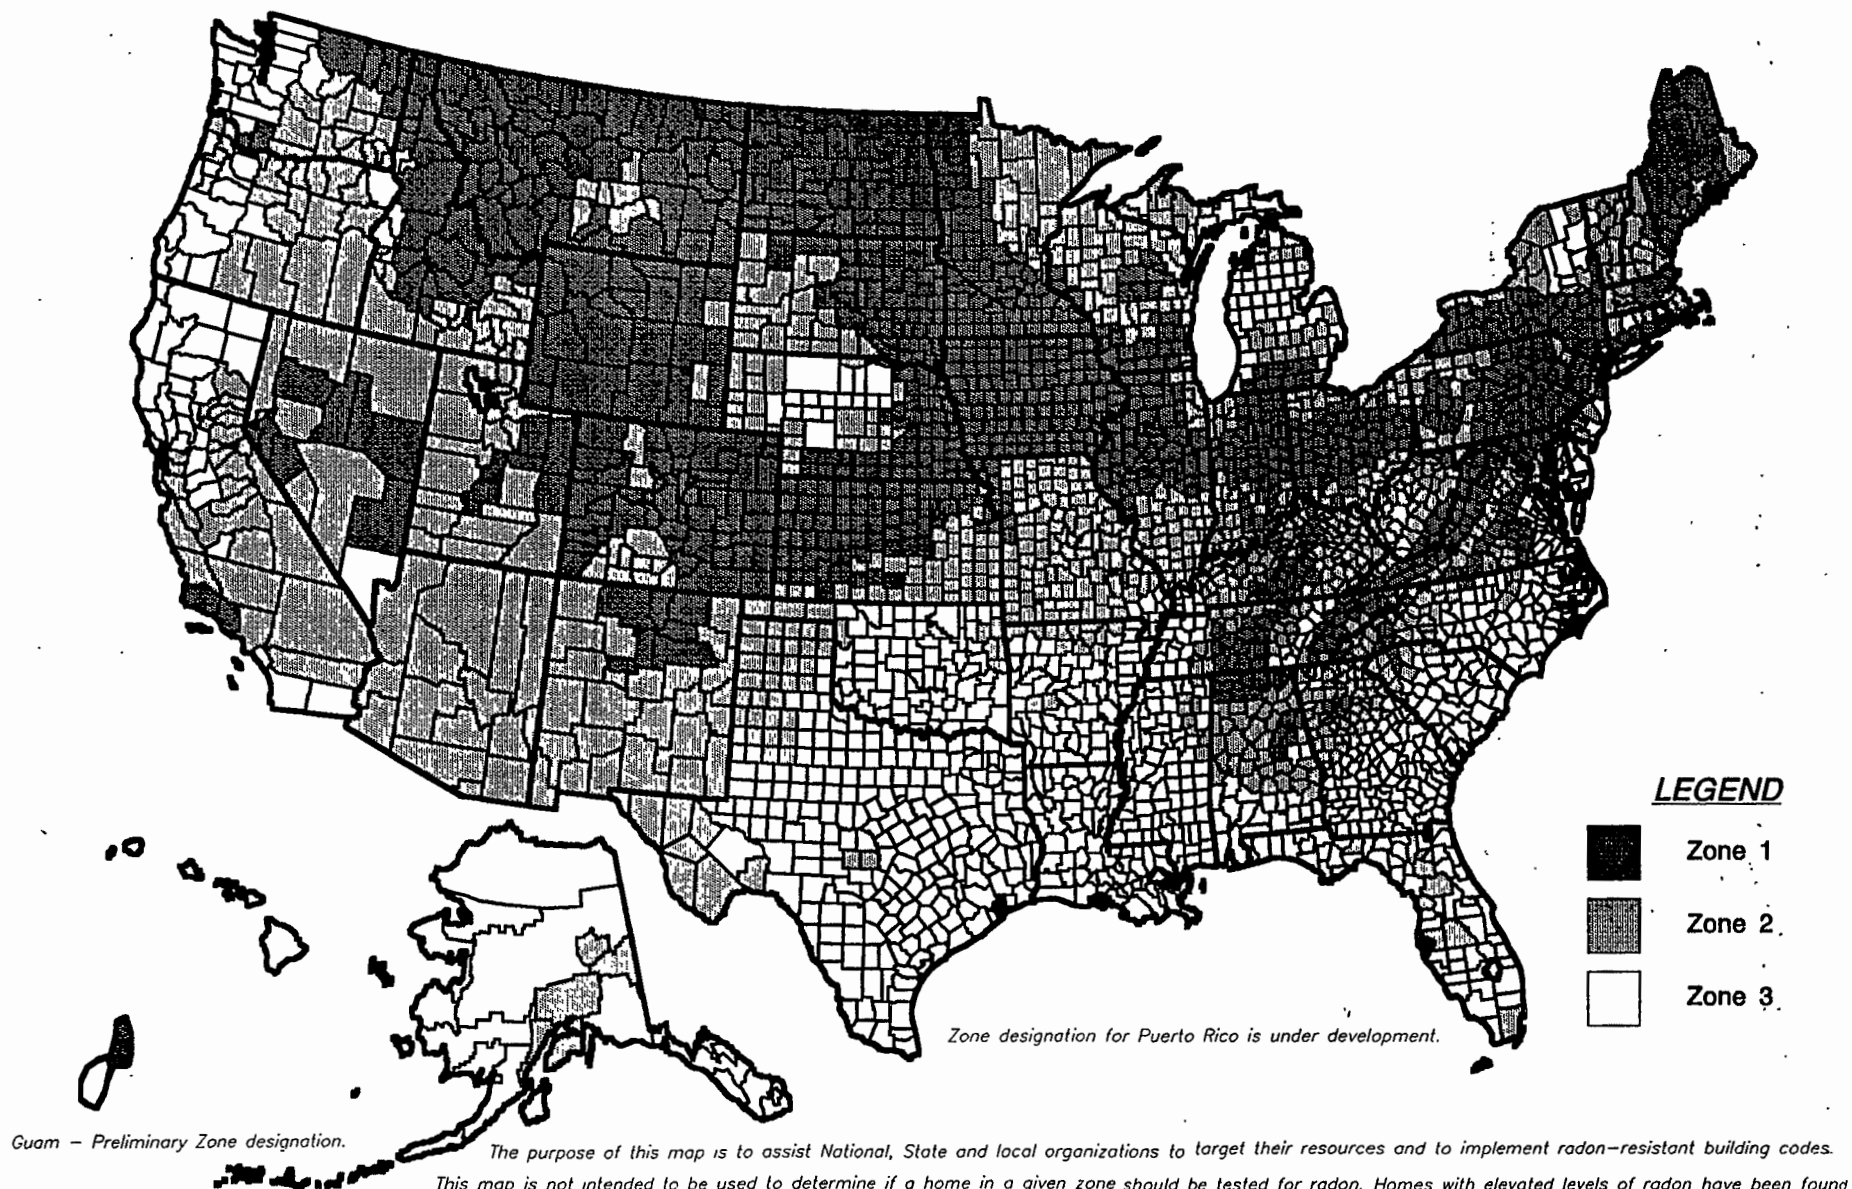 LEGEND
Zone 1
Zone 2
Zone 3
Zone designation for Puerto Rico is under development.
Guam – Preliminary Zone designation.
The purpose of this map is to assist National, State and local organizations to target their resources and to implement radon-resistant building codes.
This map is not intended to be used to determine if a home in a given zone should be tested for radon. Homes with elevated levels of radon have been found